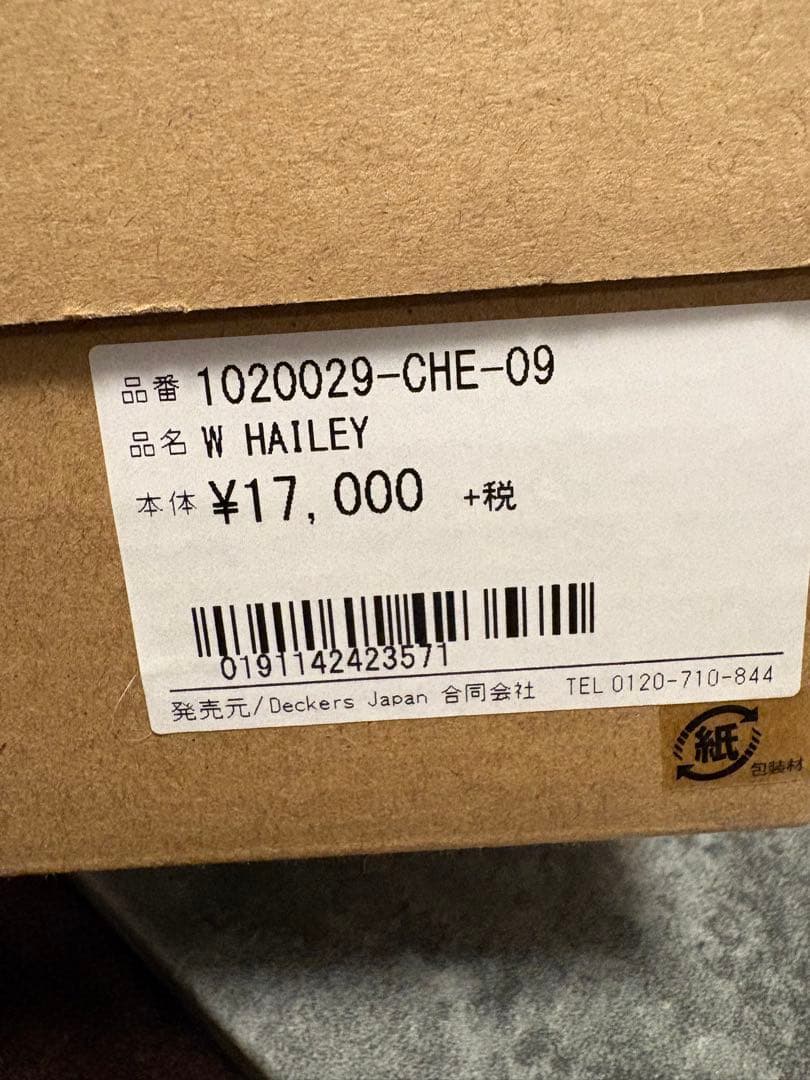 品番 1020029-CHE-09
品名 W HAILEY
本体 ¥17,000 +税
0191142423571
発売元/Deckers Japan 合同会社 TEL 0120-710-844
紙
包装材